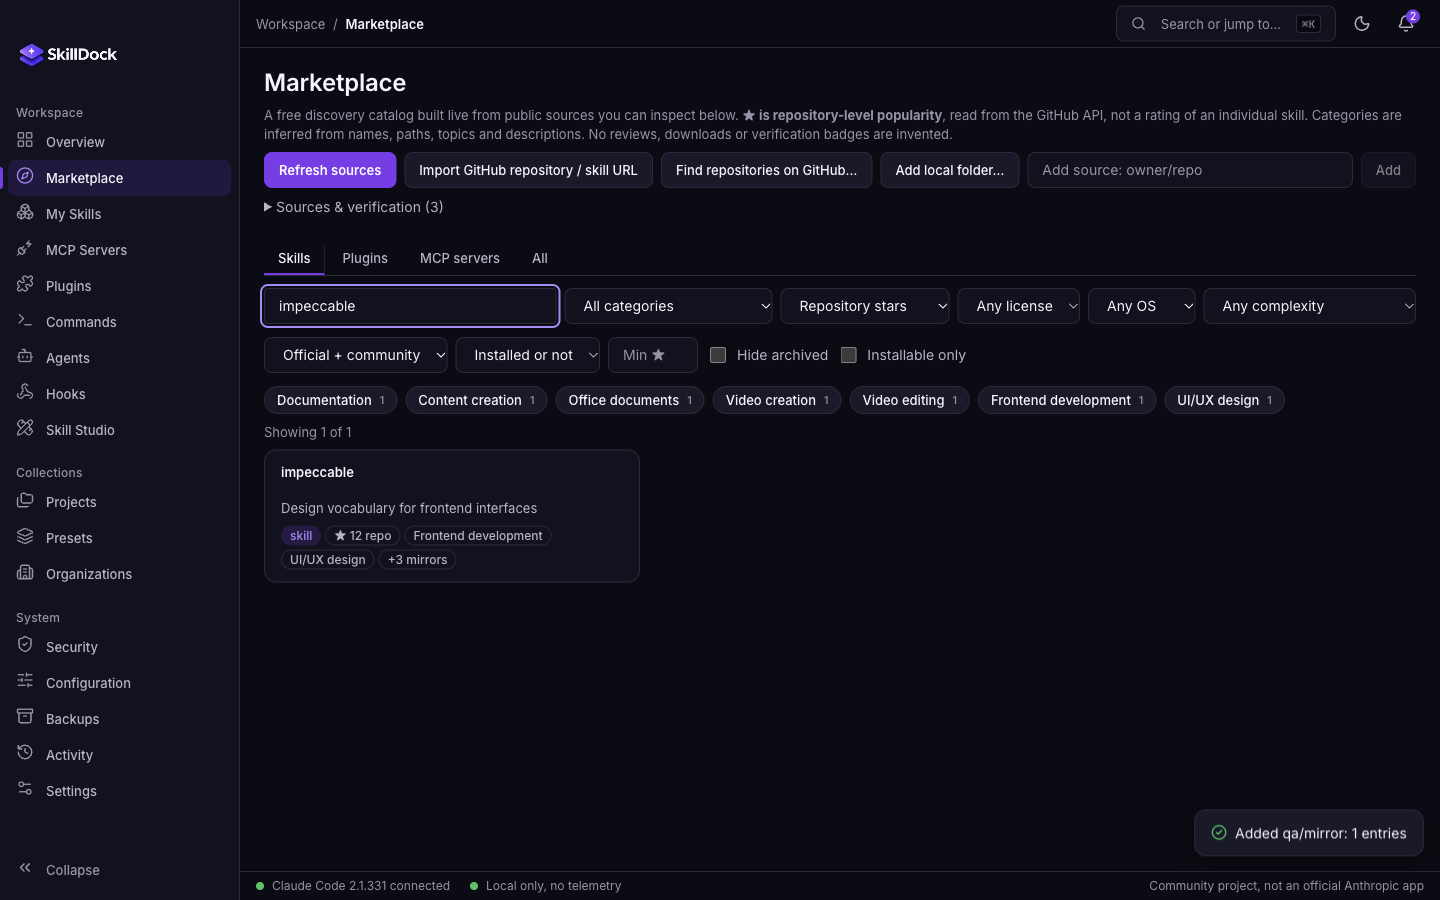 SkillDock
Workspace
Overview
Marketplace
My Skills
MCP Servers
Plugins
Commands
Agents
Hooks
Skill Studio
Collections
Projects
Presets
Organizations
System
Security
Configuration
Backups
Activity
Settings
Collapse
Workspace / Marketplace
Search or jump to... ⌘K
2
Marketplace
A free discovery catalog built live from public sources you can inspect below. ★ is repository-level popularity, read from the GitHub API, not a rating of an individual skill. Categories are
inferred from names, paths, topics and descriptions. No reviews, downloads or verification badges are invented.
Refresh sources Import GitHub repository / skill URL Find repositories on GitHub... Add local folder... Add source: owner/repo Add
▶ Sources & verification (3)
Skills Plugins MCP servers All
impeccable All categories Repository stars Any license Any OS Any complexity
Official + community Installed or not Min ★ Hide archived Installable only
Documentation 1 Content creation 1 Office documents 1 Video creation 1 Video editing 1 Frontend development 1 UI/UX design 1
Showing 1 of 1
impeccable
Design vocabulary for frontend interfaces
skill ★ 12 repo Frontend development
UI/UX design +3 mirrors
Added qa/mirror: 1 entries
Claude Code 2.1.331 connected Local only, no telemetry Community project, not an official Anthropic app